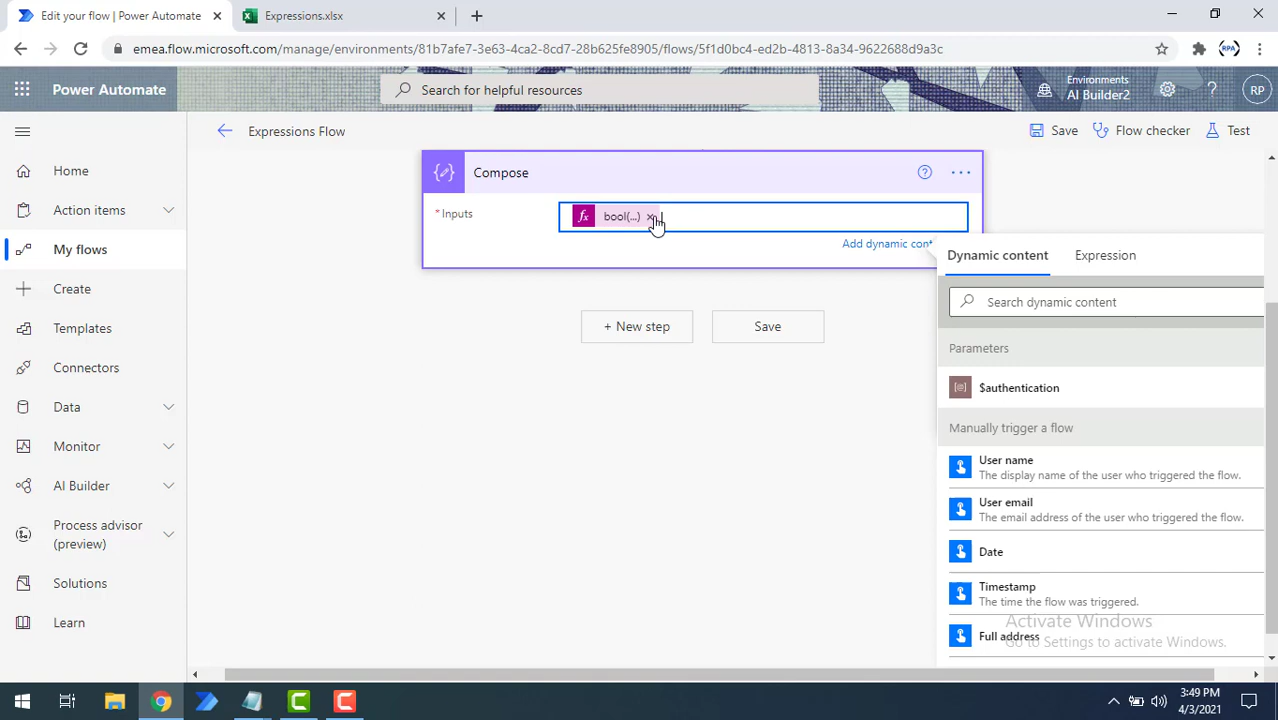 Edit your flow | Power Automate
Expressions.xlsx
emea.flow.microsoft.com/manage/environments/81b7afe7-3e63-4ca2-8cd7-28b625fe8905/flows/5f1d0bc4-ed2b-4813-8a34-9622688d9a3c
RPA
Power Automate
Search for helpful resources
Environments
AI Builder2
RP
Expressions Flow
Save
Flow checker
Test
Home
Action items
My flows
Create
Templates
Connectors
Data
Monitor
AI Builder
Process advisor
(preview)
Solutions
Learn
Compose
* Inputs
fx bool(...)
Add dynamic cont
+ New step
Save
Dynamic content
Expression
Search dynamic content
Parameters
$authentication
Manually trigger a flow
User name
The display name of the user who triggered the flow.
User email
The email address of the user who triggered the flow.
Date
Timestamp
The time the flow was triggered.
Full address
Activate Windows
Go to Settings to activate Windows.
3:49 PM
4/3/2021